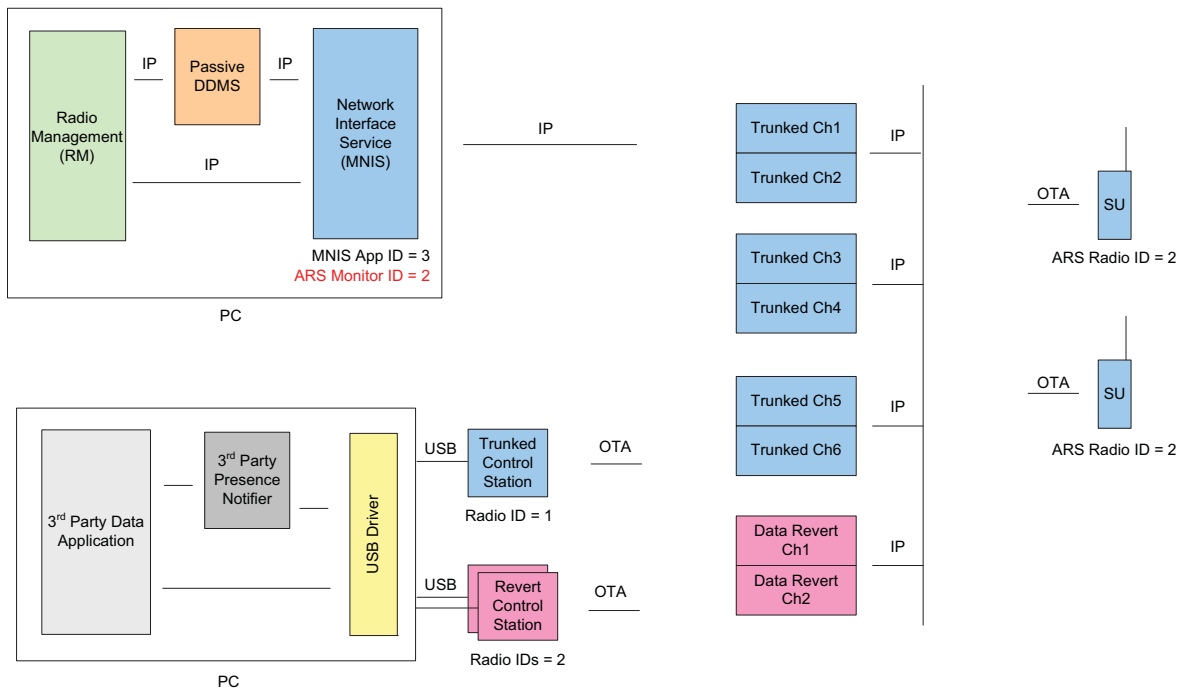 Radio
Management
(RM)
IP
Passive
DDMS
IP
IP
Network
Interface
Service
(MNIS)
MNIS App ID = 3
ARS Monitor ID = 2
PC
IP
Trunked Ch1
Trunked Ch2
IP
Trunked Ch3
Trunked Ch4
IP
Trunked Ch5
Trunked Ch6
IP
Data Revert
Ch1
Data Revert
Ch2
IP
OTA
SU
ARS Radio ID = 2
OTA
SU
ARS Radio ID = 2
3rd Party Data
Application
3rd Party
Presence
Notifier
USB Driver
PC
USB
Trunked
Control
Station
Radio ID = 1
OTA
USB
Revert
Control
Station
Radio IDs = 2
OTA